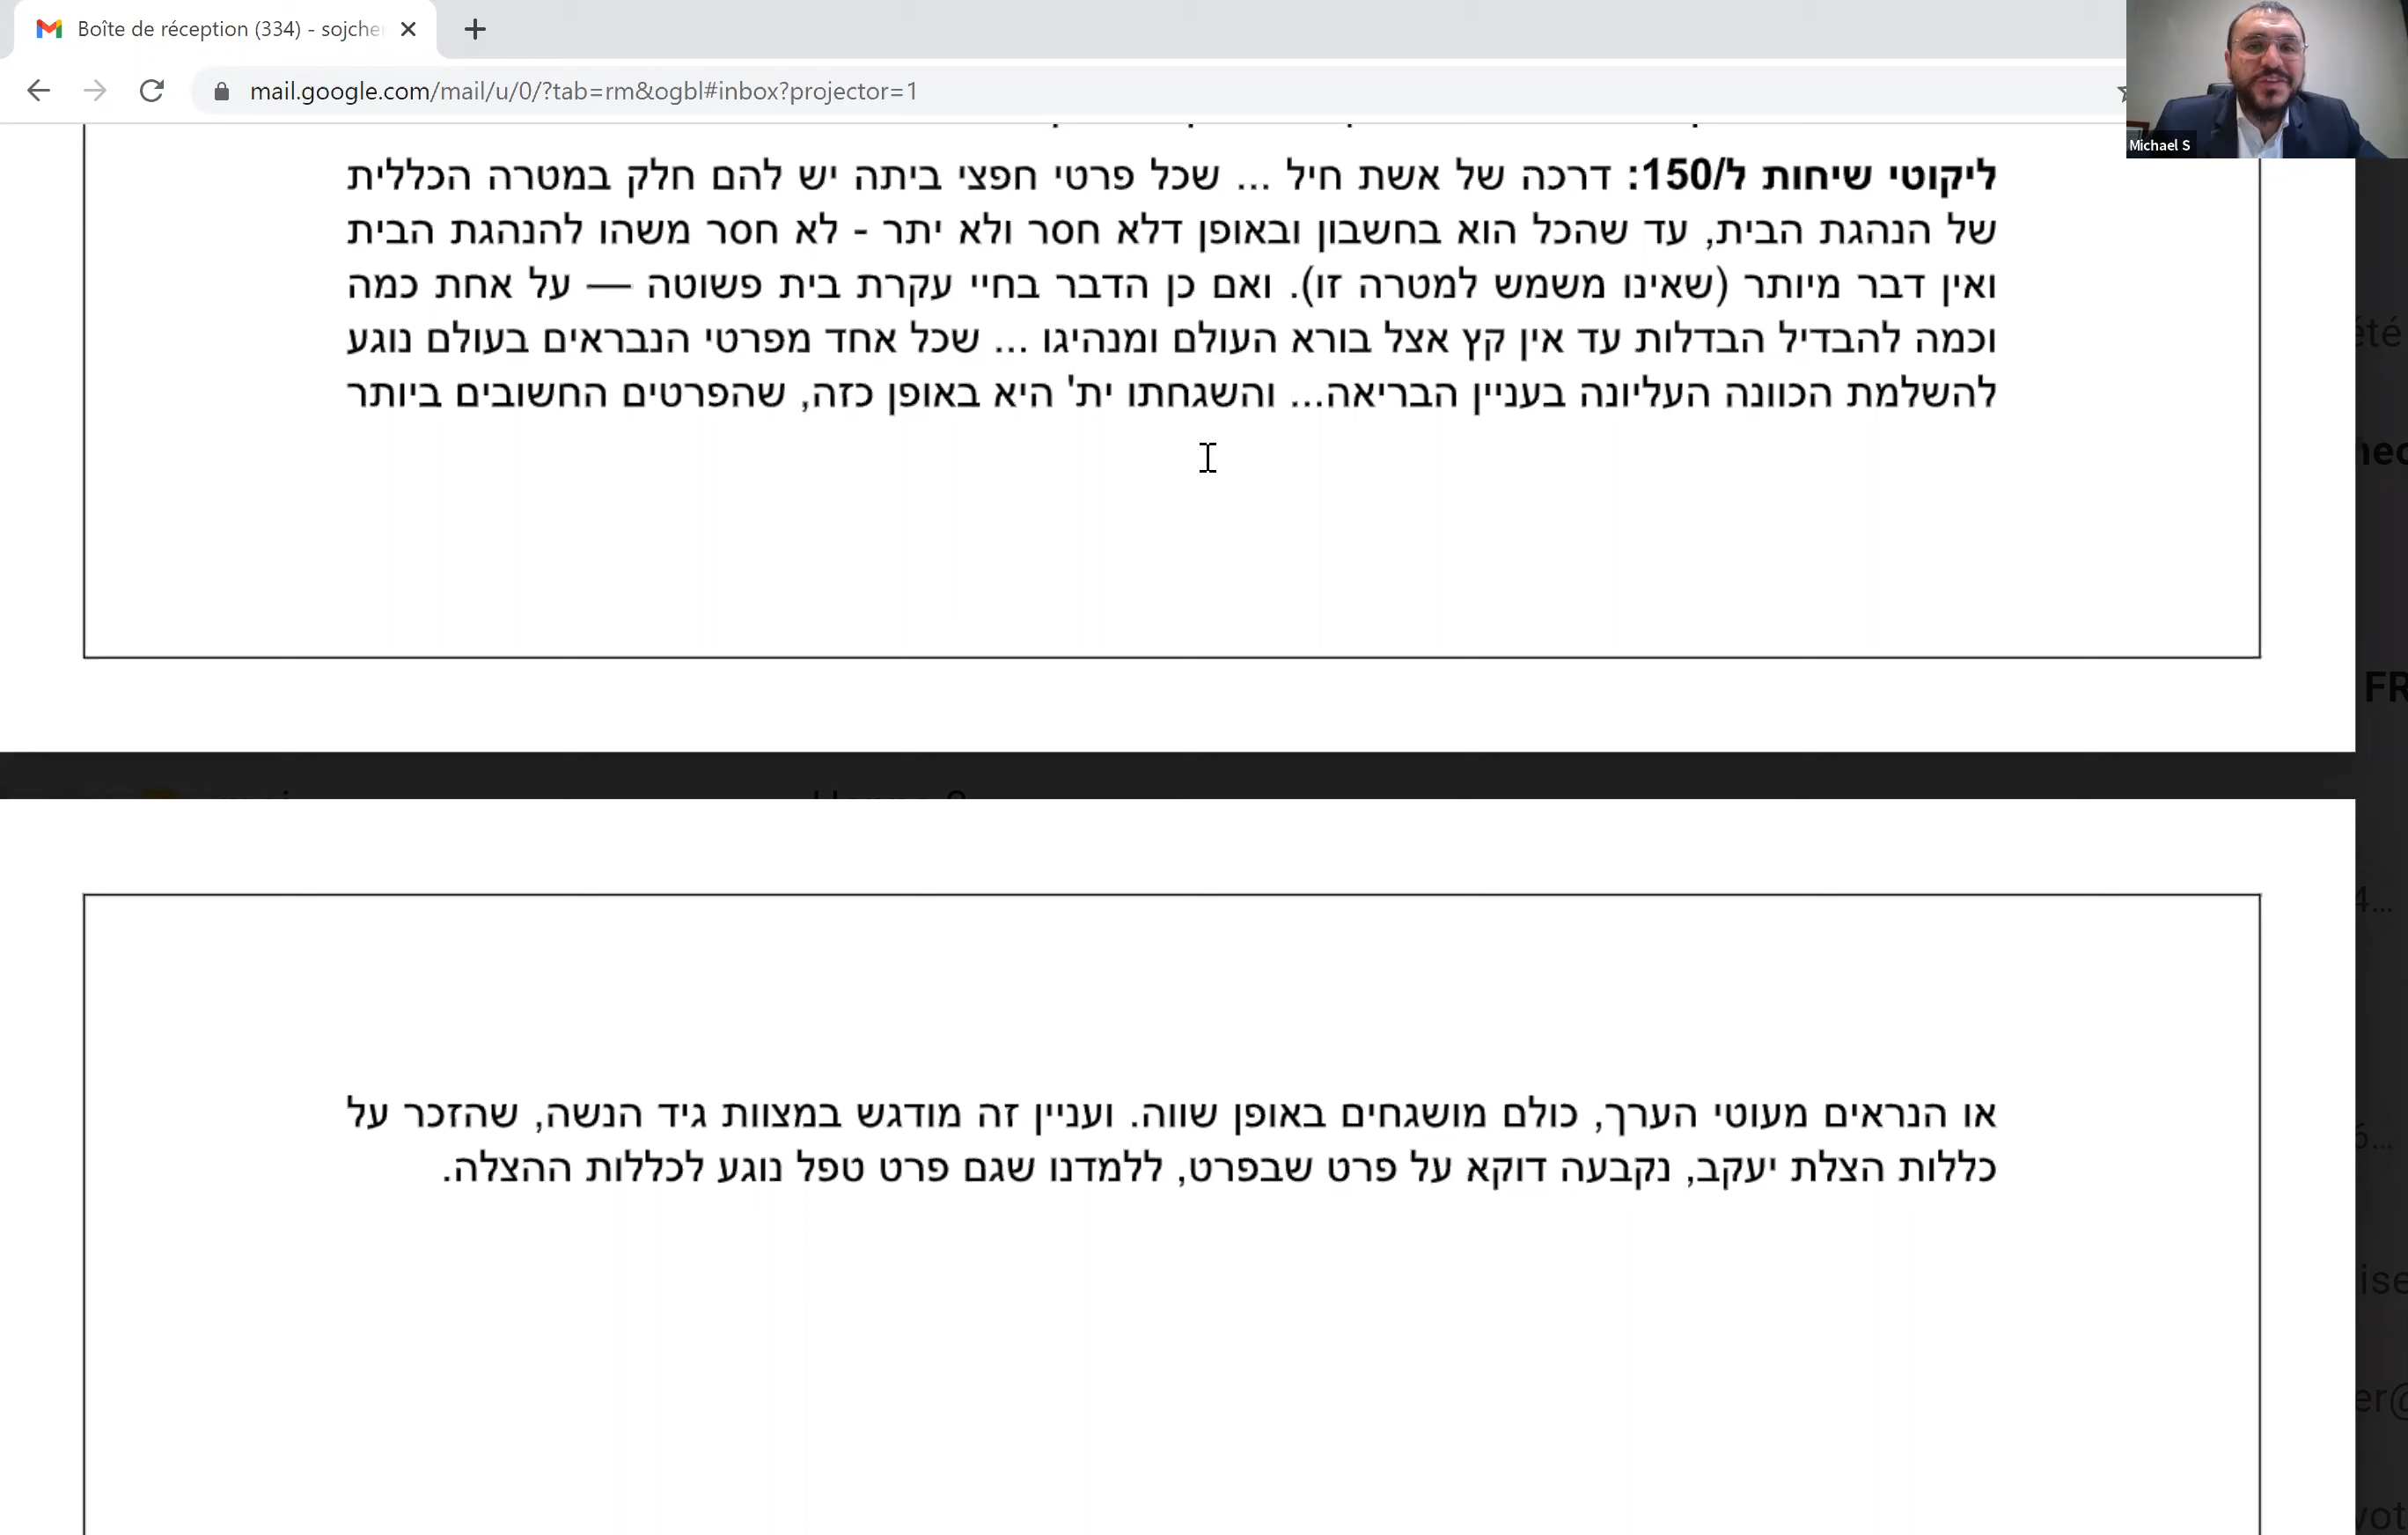 Boîte de réception (334) - sojche
mail.google.com/mail/u/0/?tab=rm&ogbl#inbox?projector=1
Michael S
ליקוטי שיחות ל/150: דרכה של אשת חיל ... שכל פרטי חפצי ביתה יש להם חלק במטרה הכללית
של הנהגת הבית, עד שהכל הוא בחשבון ובאופן דלא חסר ולא יתר - לא חסר משהו להנהגת הבית
ואין דבר מיותר (שאינו משמש למטרה זו). ואם כן הדבר בחיי עקרת בית פשוטה — על אחת כמה
וכמה להבדיל הבדלות עד אין קץ אצל בורא העולם ומנהיגו ... שכל אחד מפרטי הנבראים בעולם נוגע
להשלמת הכוונה העליונה בעניין הבריאה... והשגחתו ית' היא באופן כזה, שהפרטים החשובים ביותר
FR
או הנראים מעוטי הערך, כולם מושגחים באופן שווה. ועניין זה מודגש במצוות גיד הנשה, שהזכר על
כללות הצלת יעקב, נקבעה דוקא על פרט שבפרט, ללמדנו שגם פרט טפל נוגע לכללות ההצלה.